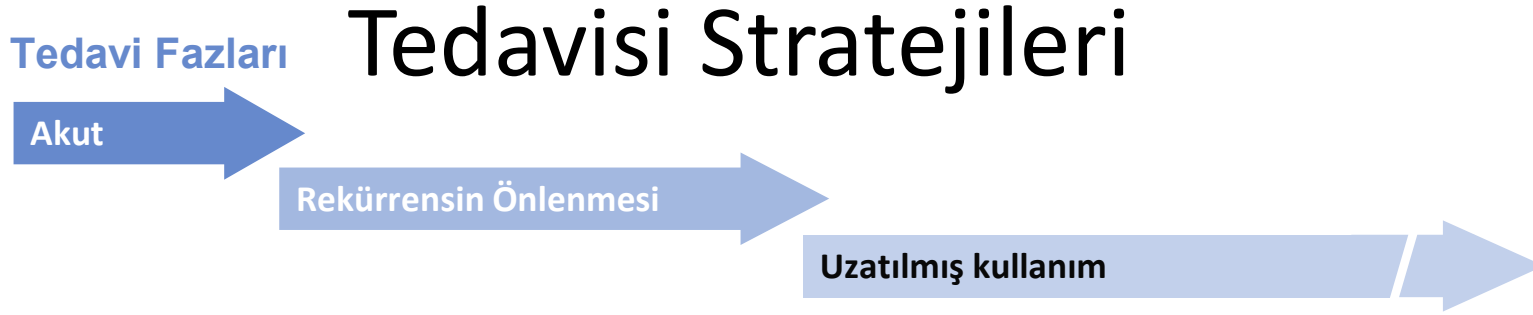 Tedavisi Stratejileri
Tedavi Fazları
Akut
Rekürrensin Önlenmesi
Uzatılmış kullanım